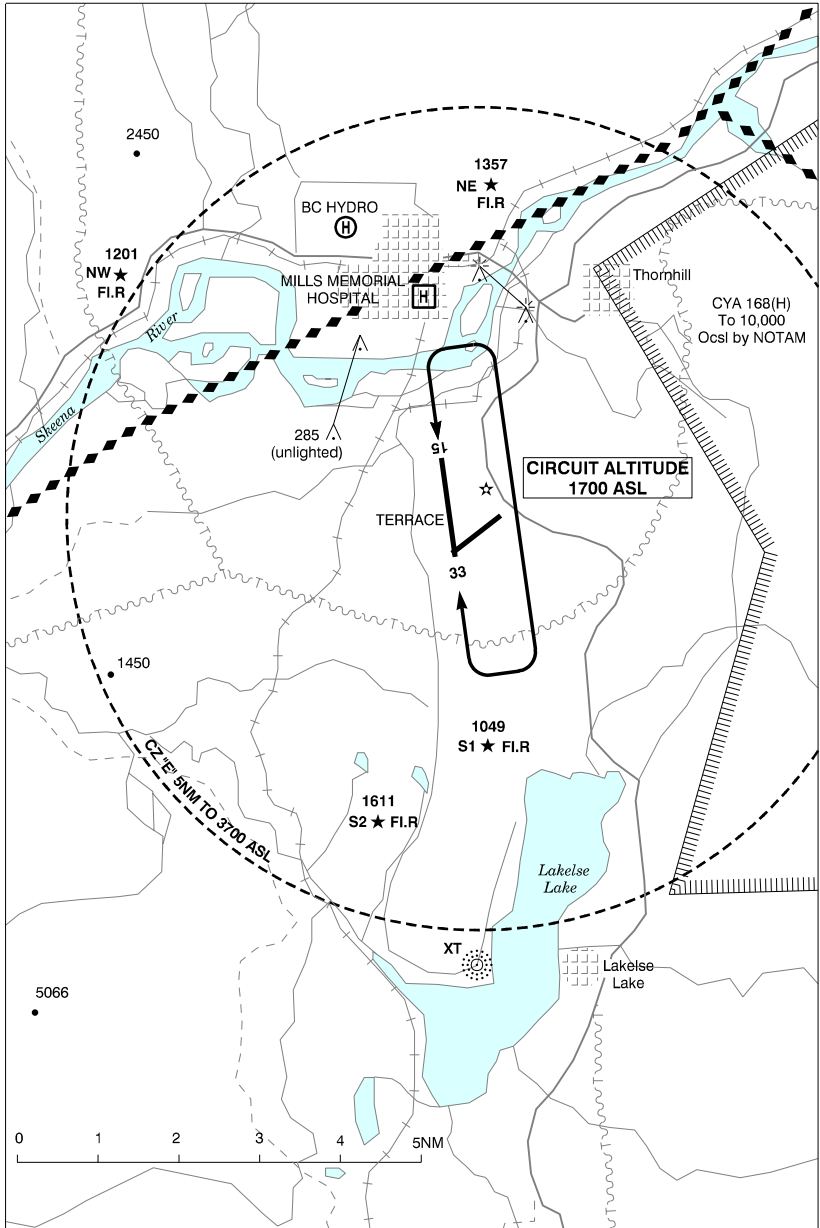 2450
1357
NE
Fl.R
BC HYDRO
H
1201
NW
Fl.R
MILLS MEMORIAL
HOSPITAL
H
Thornhill
CYA 168(H)
To 10,000
Ocsl by NOTAM
River
Skeena
285
(unlighted)
15
CIRCUIT ALTITUDE
1700 ASL
TERRACE
33
1450
1049
S1 Fl.R
CZ "E" 5NM TO 3700 ASL
1611
S2 Fl.R
Lakelse
Lake
XT
Lakelse
Lake
5066
0 1 2 3 4 5NM